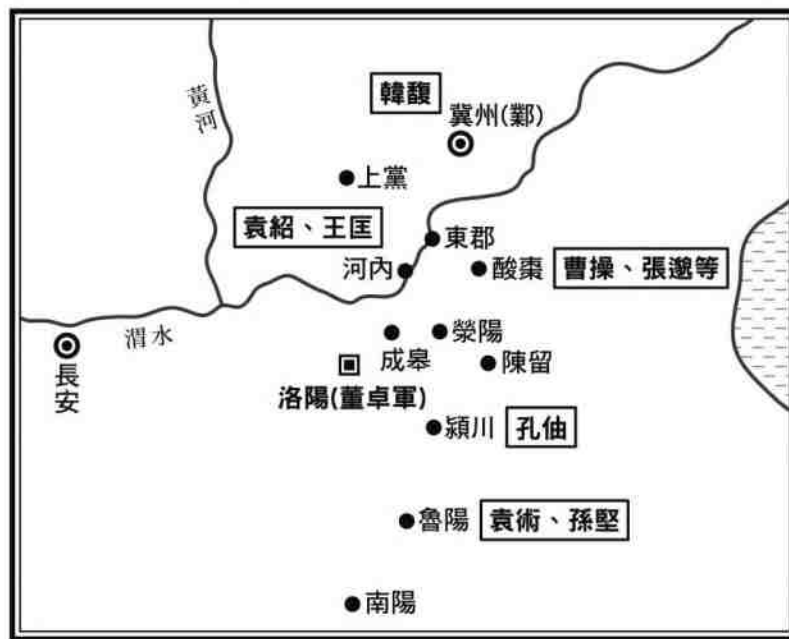 韓馥
黃河
冀州(鄴)
上黨
袁紹、王匡
東郡
河內
酸棗
曹操、張邈等
渭水
長安
成皋
滎陽
陳留
洛陽(董卓軍)
潁川
孔伷
魯陽
袁術、孫堅
南陽